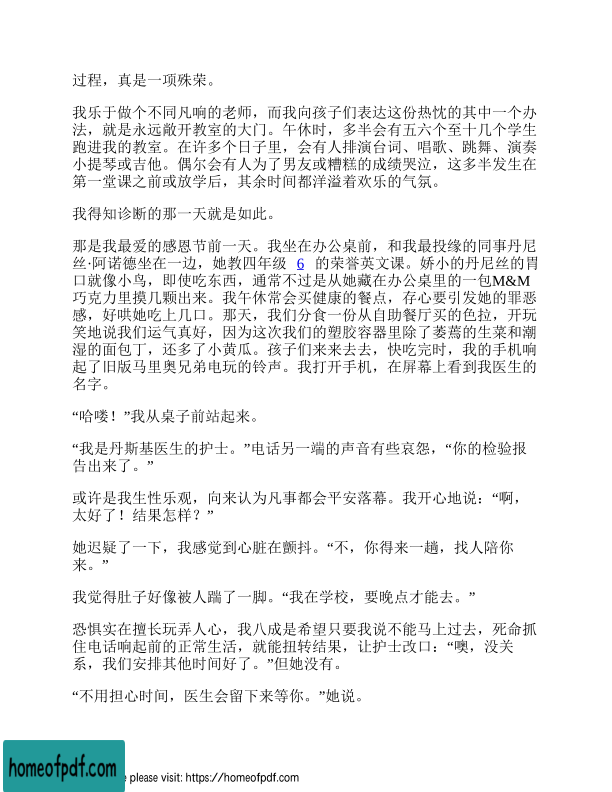 过程，真是一项殊荣。
我乐于做个不同凡响的老师，而我向孩子们表达这份热忱的其中一个办
法，就是永远敞开教室的大门。午休时，多半会有五六个至十几个学生
跑进我的教室。在许多个日子里，会有人排演台词、唱歌、跳舞、演奏
小提琴或吉他。偶尔会有人为了男友或糟糕的成绩哭泣，这多半发生在
第一堂课之前或放学后，其余时间都洋溢着欢乐的气氛。
我得知诊断的那一天就是如此。
那是我最爱的感恩节前一天。我坐在办公桌前，和我最投缘的同事丹尼
丝·阿诺德坐在一边，她教四年级 6 的荣誉英文课。娇小的丹尼丝的胃
口就像小鸟，即使吃东西，通常不过是从她藏在办公桌里的一包M&M
巧克力里摸几颗出来。我午休常会买健康的餐点，存心要引发她的罪恶
感，好哄她吃上几口。那天，我们分食一份从自助餐厅买的色拉，开玩
笑地说我们运气真好，因为这次我们的塑胶容器里除了萎蔫的生菜和潮
湿的面包丁，还多了小黄瓜。孩子们来来去去，快吃完时，我的手机响
起了旧版马里奥兄弟电玩的铃声。我打开手机，在屏幕上看到我医生的
名字。
“哈喽！”我从桌子前站起来。
“我是丹斯基医生的护士。”电话另一端的声音有些哀怨，“你的检验报
告出来了。”
或许是我生性乐观，向来认为凡事都会平安落幕。我开心地说：“啊，
太好了！结果怎样？”
她迟疑了一下，我感觉到心脏在颤抖。“不，你得来一趟，找人陪你
来。”
我觉得肚子好像被人踹了一脚。“我在学校，要晚点才能去。”
恐惧实在擅长玩弄人心，我八成是希望只要我说不能马上过去，死命抓
住电话响起前的正常生活，就能扭转结果，让护士改口：“噢，没关
系，我们安排其他时间好了。”但她没有。
“不用担心时间，医生会留下来等你。”她说。
homeofpdf.com
e please visit: https://homeofpdf.com